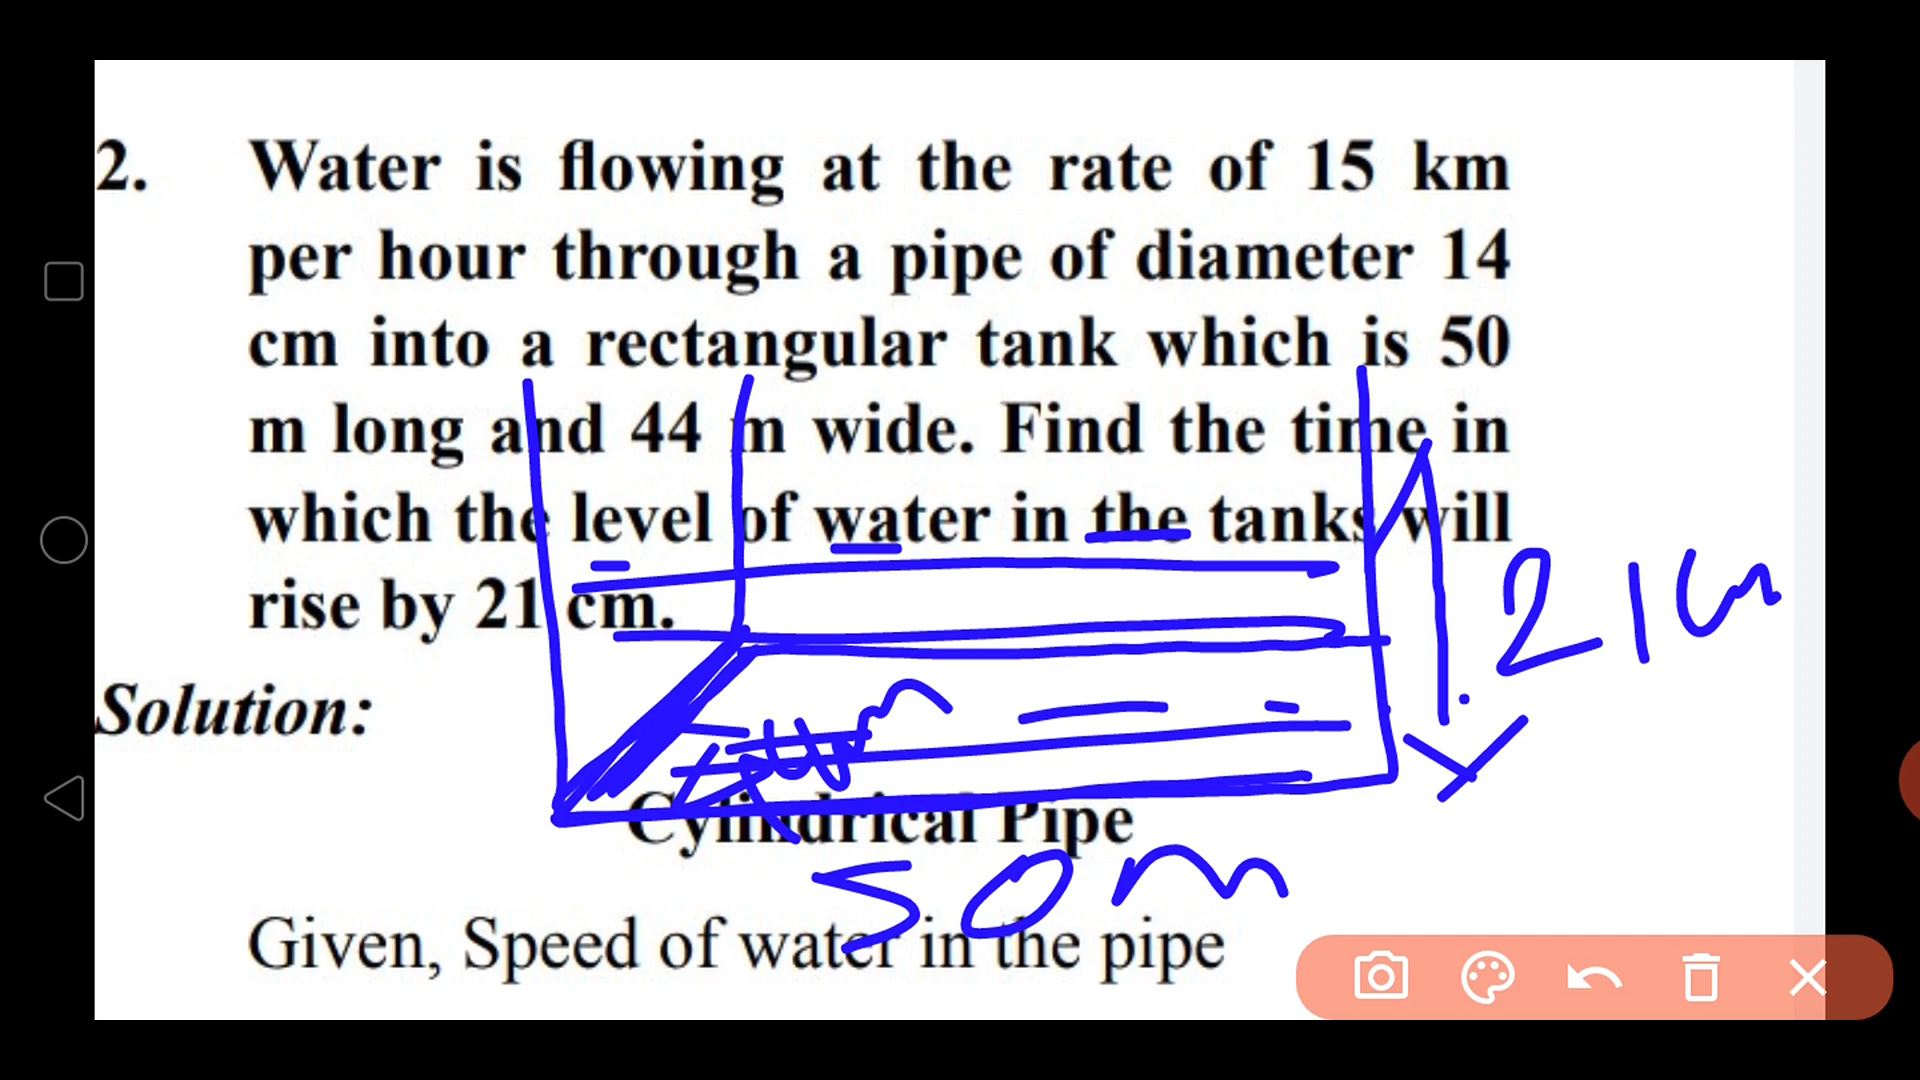 2. Water is flowing at the rate of 15 km
per hour through a pipe of diameter 14
cm into a rectangular tank which is 50
m long and 44 m wide. Find the time in
which the level of water in the tanks will
rise by 21 cm.
21cm
Solution:
Cylindrical Pipe
50m
Given, Speed of water in the pipe